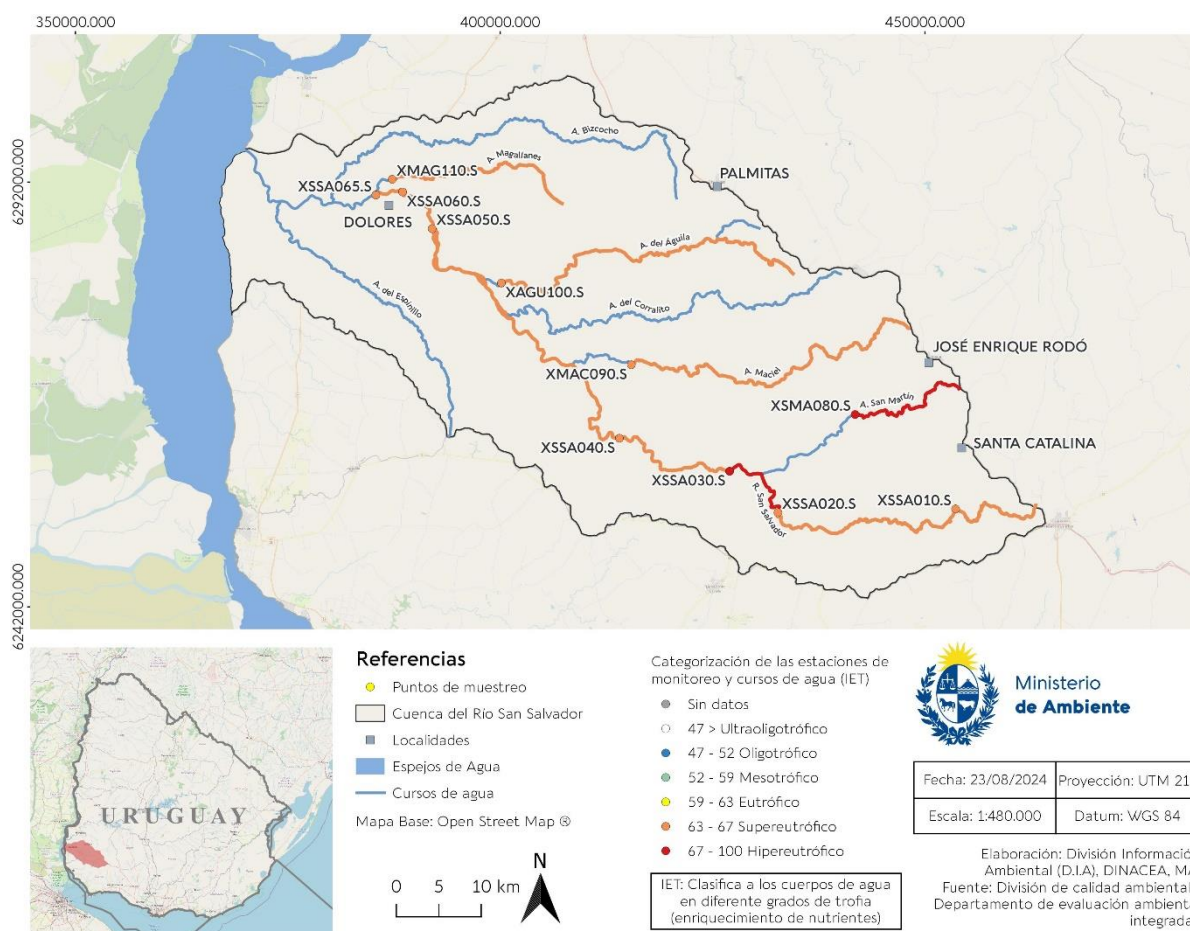 350000.000
400000.000
450000.000
6292000.000
6242000.000
A. Bizcocho
A. Magallanes
XMAG110.S
XSSA065.S
XSSA060.S
DOLORES
XSSA050.S
PALMITAS
A. del Águila
XAGU100.S
A. del Espinillo
A. del Corralito
JOSÉ ENRIQUE RODÓ
XMAC090.S
A. Maciel
XSMA080.S
A. San Martín
XSSA040.S
SANTA CATALINA
XSSA030.S
R. San Salvador
XSSA020.S
XSSA010.S
URUGUAY
Referencias
Puntos de muestreo
Cuenca del Río San Salvador
Localidades
Espejos de Agua
Cursos de agua
Mapa Base: Open Street Map ®
0 5 10 km
N
Categorización de las estaciones de
monitoreo y cursos de agua (IET)
Sin datos
47 > Ultraoligotrófico
47 - 52 Oligotrófico
52 - 59 Mesotrófico
59 - 63 Eutrófico
63 - 67 Supereutrófico
67 - 100 Hipereutrófico
IET: Clasifica a los cuerpos de agua
en diferente grados de trofia
(enriquecimiento de nutrientes)
Ministerio
de Ambiente
Fecha: 23/08/2024
Proyección: UTM 21
Escala: 1:480.000
Datum: WGS 84
Elaboración: División Informació
Ambiental (D.I.A), DINACEA, MA
Fuente: División de calidad ambiental
Departamento de evaluación ambienta
integrada